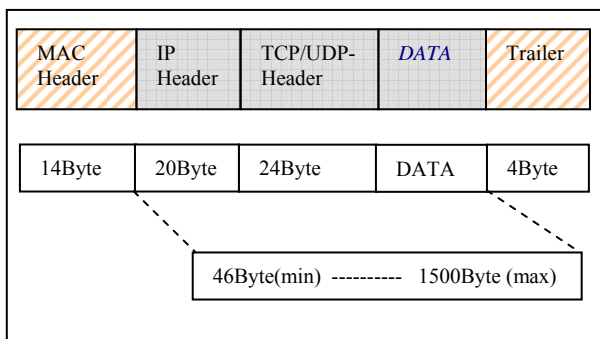 MAC Header IP Header TCP/UDP-Header DATA Trailer
14Byte 20Byte 24Byte DATA 4Byte
46Byte(min) ---------- 1500Byte (max)